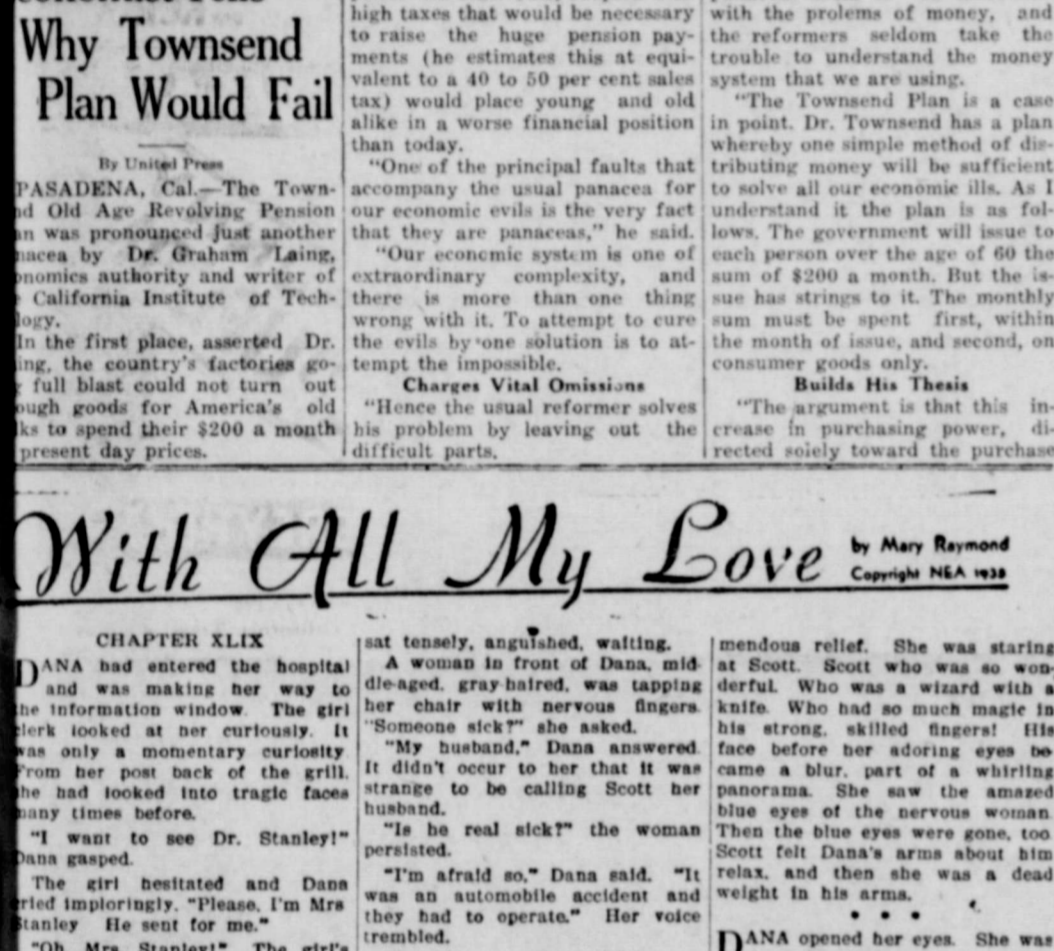 Why Townsend
Plan Would Fail
By United Press
PASADENA, Cal.—The Town-
Old Age Revolving Pension
was pronounced just another
by Dr. Graham Laing,
authority and writer of
California Institute of Tech-
In the first place, asserted Dr.
the country's factories go-
full blast could not turn out
goods for America's old
to spend their $200 a month
present day prices.
high taxes that would be necessary
to raise the huge pension pay-
ments (he estimates this at equi-
valent to a 40 to 50 per cent sales
tax) would place young and old
alike in a worse financial position
than today.
"One of the principal faults that
accompany the usual panacea for
our economic evils is the very fact
that they are panaceas," he said.
"Our economic system is one of
extraordinary complexity, and
there is more than one thing
wrong with it. To attempt to cure
the evils by one solution is to at-
tempt the impossible.
Charges Vital Omissions
"Hence the usual reformer solves
his problem by leaving out the
difficult parts.
with the prolems of money, and
the reformers seldom take the
trouble to understand the money
system that we are using.
"The Townsend Plan is a case
in point. Dr. Townsend has a plan
whereby one simple method of dis-
tributing money will be sufficient
to solve all our economic ills. As I
understand it the plan is as fol-
lows. The government will issue to
each person over the age of 60 the
sum of $200 a month. But the is-
sue has strings to it. The monthly
sum must be spent first, within
the month of issue, and second, on
consumer goods only.
Builds His Thesis
"The argument is that this in-
crease in purchasing power, di-
rected solely toward the purchase
With All My Love
by Mary Raymond
Copyright NEA 1938
CHAPTER XLIX
DANA had entered the hospital
and was making her way to
the information window. The girl
clerk looked at her curiously. It
was only a momentary curiosity
From her post back of the grill,
she had looked into tragic faces
many times before.
"I want to see Dr. Stanley!"
Dana gasped.
The girl hesitated and Dana
cried imploringly. "Please, I'm Mrs
Stanley He sent for me."
"Oh, Mrs. Stanley!" The girl's
sat tensely, anguished, waiting.
A woman in front of Dana, mid
dle-aged, gray haired, was tapping
her chair with nervous fingers.
"Someone sick?" she asked.
"My husband," Dana answered
It didn't occur to her that it was
strange to be calling Scott her
husband.
"Is he real sick?" the woman
persisted.
"I'm afraid so," Dana said. "It
was an automobile accident and
they had to operate." Her voice
trembled.
mendous relief. She was staring
at Scott. Scott who was so won-
derful. Who was a wizard with a
knife. Who had so much magic in
his strong, skilled fingers! His
face before her adoring eyes be-
came a blur, part of a whirling
panorama. She saw the amazed
blue eyes of the nervous woman
Then the blue eyes were gone, too
Scott felt Dana's arms about him
relax, and then she was a dead
weight in his arms.
• • •
DANA opened her eyes. She was